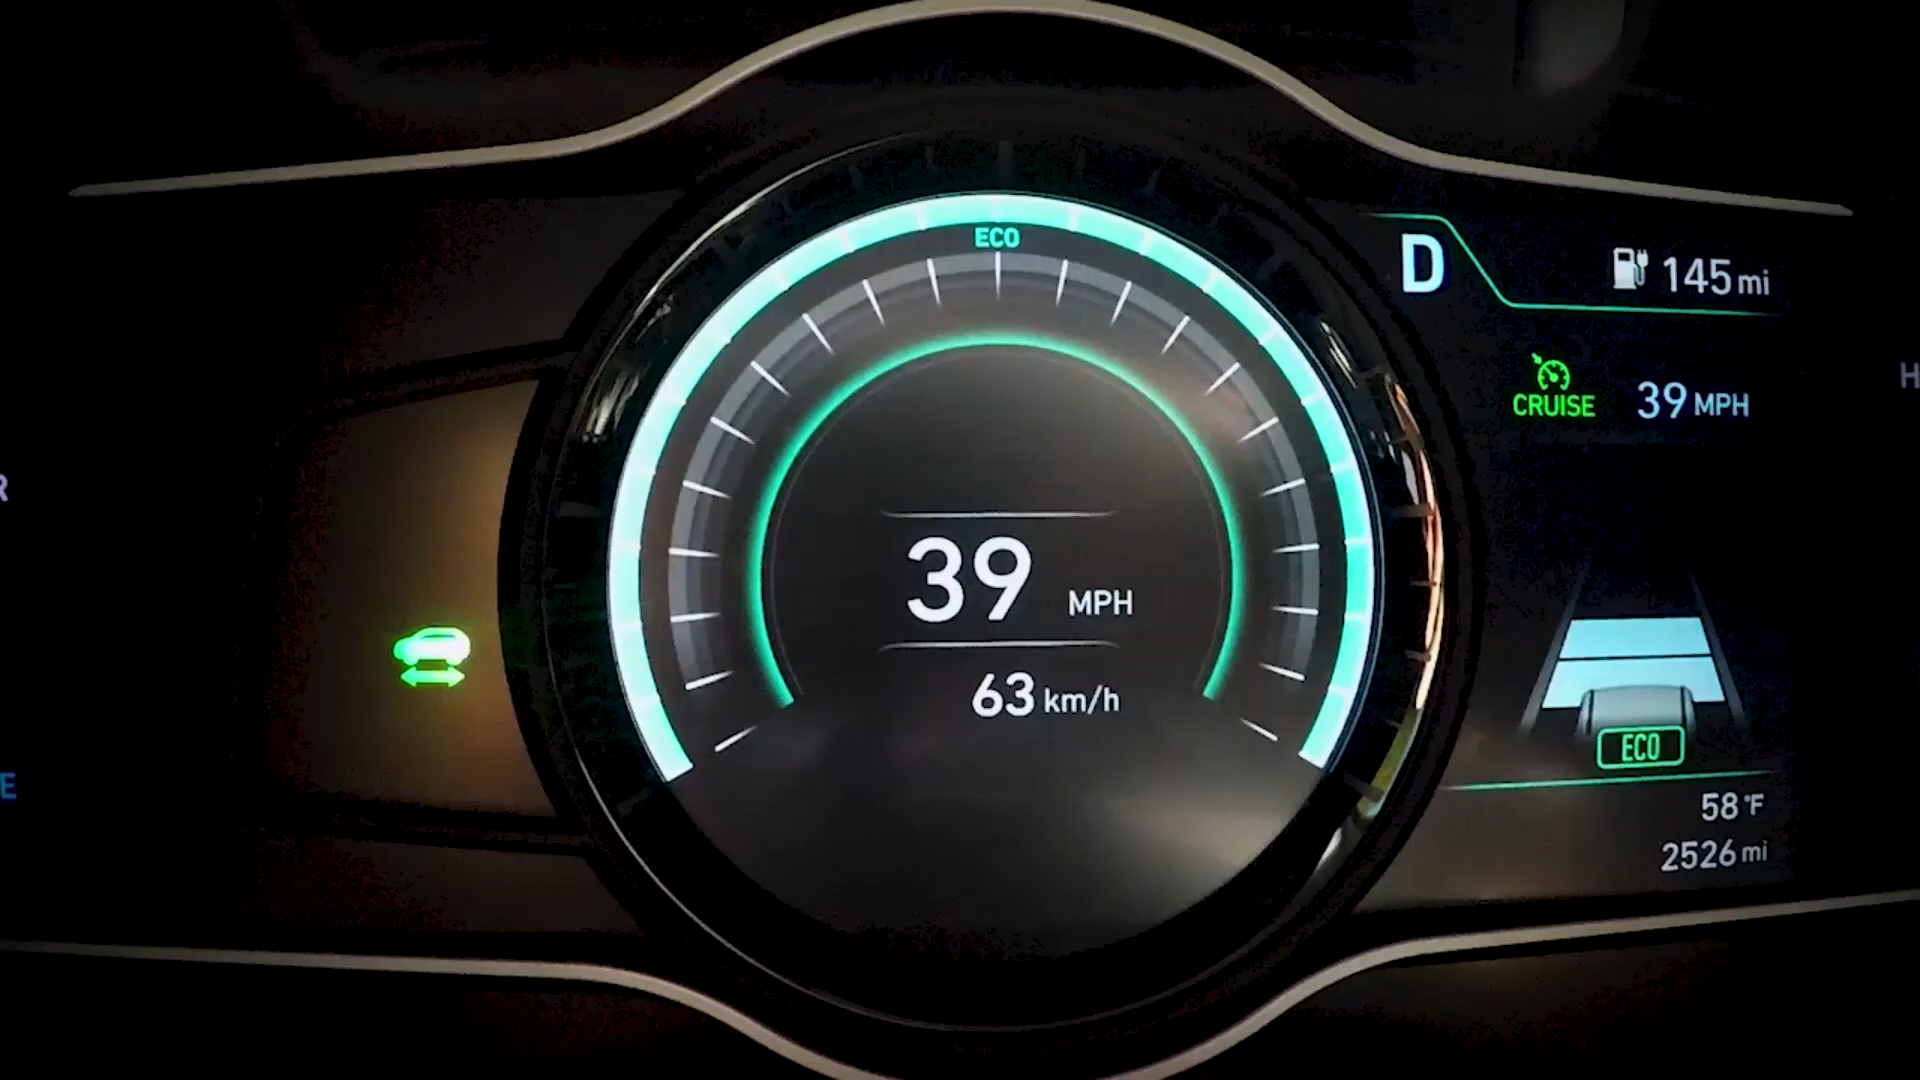 ECO
D
145 mi
CRUISE 39 MPH
39 MPH
63 km/h
ECO
58 °F
2526 mi